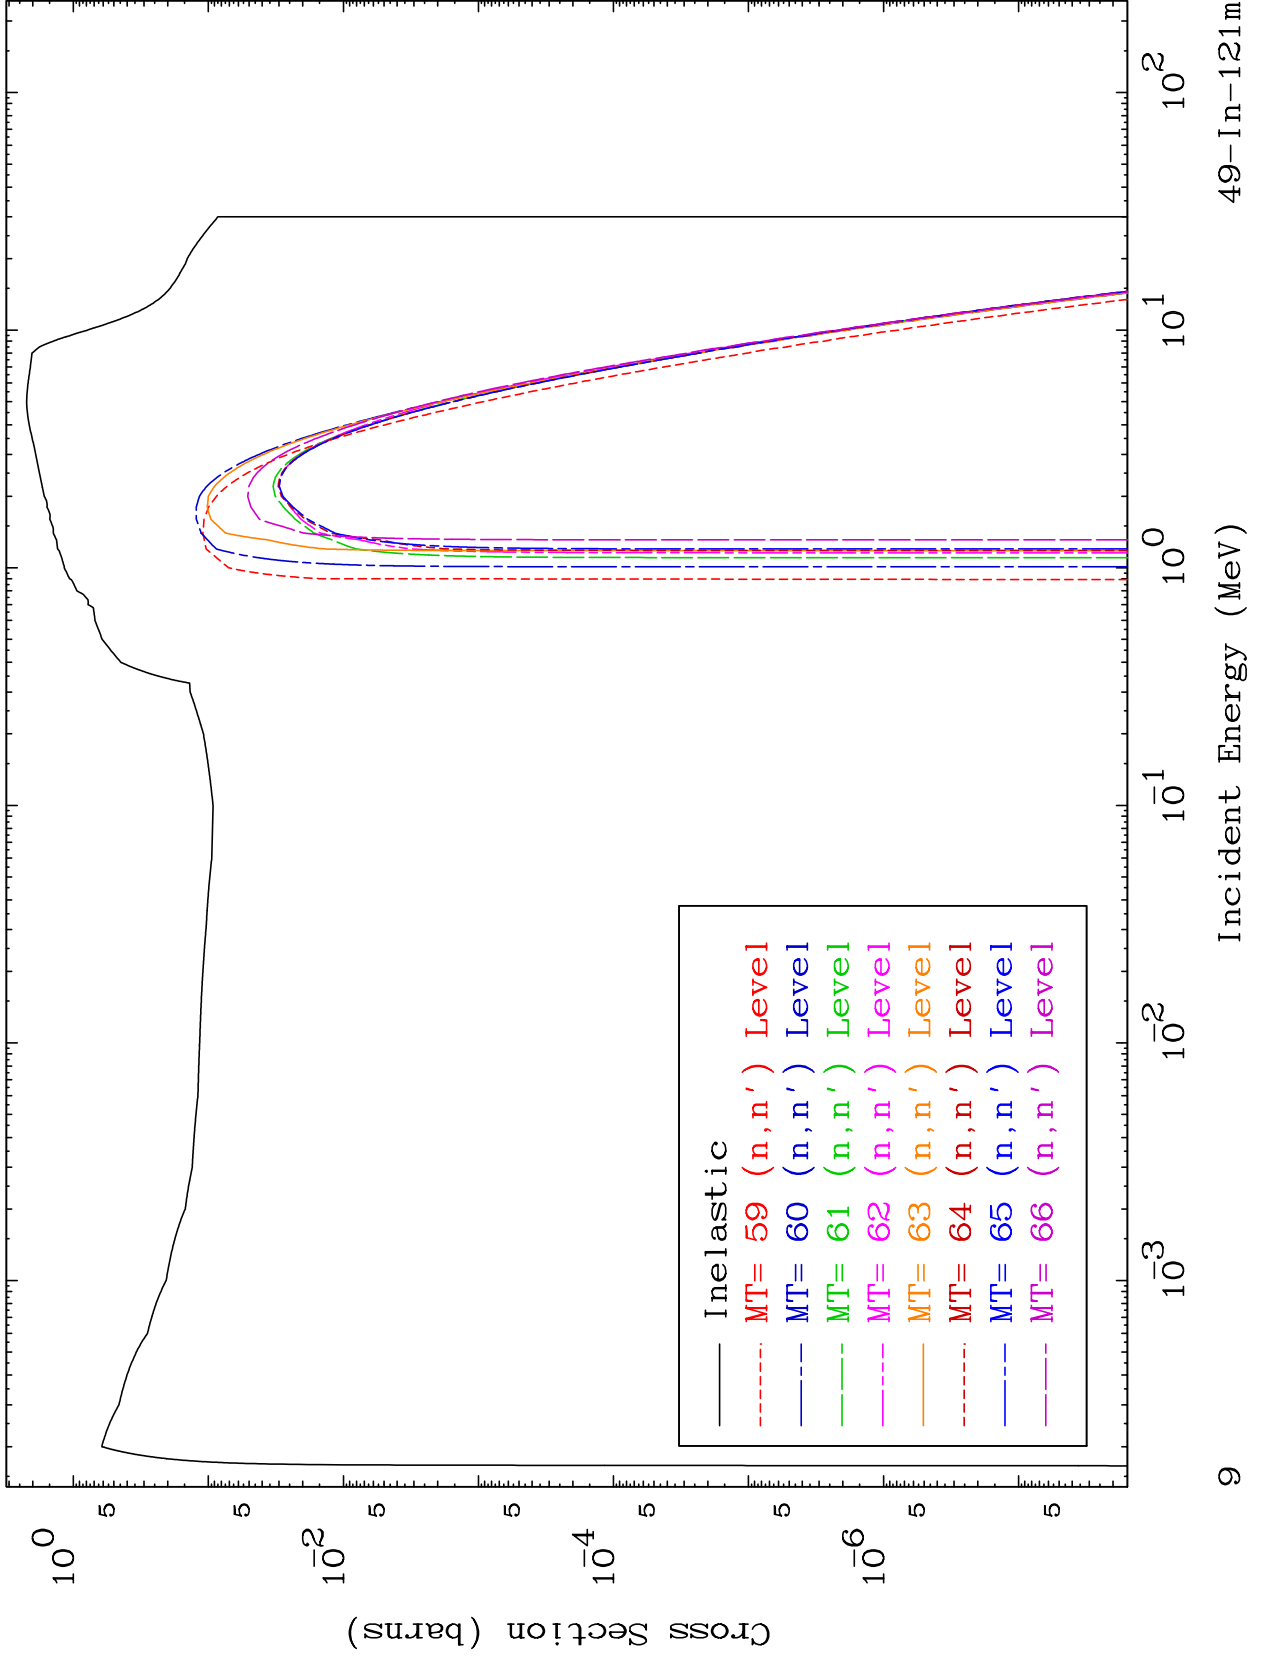 Cross Section (barns)
10^0
5
5
10^-2
5
5
10^-4
5
5
10^-6
5
5
Inelastic
MT= 59 (n,n') Level
MT= 60 (n,n') Level
MT= 61 (n,n') Level
MT= 62 (n,n') Level
MT= 63 (n,n') Level
MT= 64 (n,n') Level
MT= 65 (n,n') Level
MT= 66 (n,n') Level
10^-3
10^-2
10^-1
10^0
10^1
10^2
9
Incident Energy (MeV)
49-In-121m